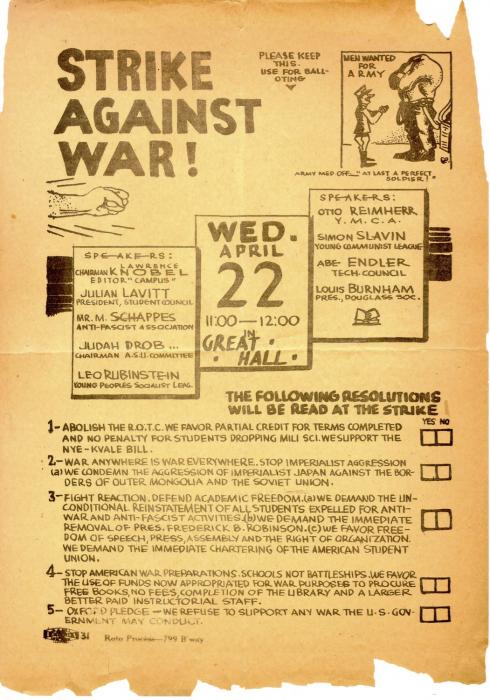 STRIKE
AGAINST
WAR!
PLEASE KEEP
THIS.
USE FOR BALL-
OTING
MEN WANTED
FOR
ARMY
ARMY MED OFF.- "AT LAST A PERFECT
SOLDIER!"
SPEAKERS:
LAWRENCE
CHAIRMAN KNOBEL
EDITOR "CAMPUS"
JULIAN LAVITT
PRESIDENT, STUDENT COUNCIL
MR. M. SCHAPPES
ANTI-FASCIST ASSOCIATION
JUDAH DROB ...
CHAIRMAN A.S.U. COMMITTEE
LEO RUBINSTEIN
YOUNG PEOPLES SOCIALIST LEAG.
WED.
APRIL
22
11:00-12:00
IN
GREAT
HALL.
SPEAKERS:
OTTO REIMHERR
Y.M.C.A.
SIMON SLAVIN
YOUNG COMMUNIST LEAGUE
ABE ENDLER
TECH. COUNCIL
LOUIS BURNHAM
PRES., DOUGLASS SOC.
THE FOLLOWING RESOLUTIONS
WILL BE READ AT THE STRIKE
YES NO
1-ABOLISH THE R.O.T.C. WE FAVOR PARTIAL CREDIT FOR TERMS COMPLETED
AND NO PENALTY FOR STUDENTS DROPPING MILI SCI. WE SUPPORT THE
NYE-KVALE BILL.
2-WAR ANYWHERE IS WAR EVERYWHERE. STOP IMPERIALIST AGGRESSION
(a) WE CONDEMN THE AGGRESSION OF IMPERIALIST JAPAN AGAINST THE BOR-
DERS OF OUTER MONGOLIA AND THE SOVIET UNION.
3-FIGHT REACTION. DEFEND ACADEMIC FREEDOM. (a) WE DEMAND THE UN-
CONDITIONAL REINSTATEMENT OF ALL STUDENTS EXPELLED FOR ANTI-
WAR AND ANTI-FASCIST ACTIVITIES. (b) WE DEMAND THE IMMEDIATE
REMOVAL OF PRES. FREDERICK B. ROBINSON. (c) WE FAVOR FREE-
DOM OF SPEECH, PRESS, ASSEMBLY AND THE RIGHT OF ORGANIZATION.
WE DEMAND THE IMMEDIATE CHARTERING OF THE AMERICAN STUDENT
UNION.
4-STOP AMERICAN WAR PREPARATIONS. SCHOOLS NOT BATTLESHIPS. WE FAVOR
THE USE OF FUNDS NOW APPROPRIATED FOR WAR PURPOSES TO PROCURE
FREE BOOKS, NO FEES, COMPLETION OF THE LIBRARY AND A LARGER
BETTER PAID INSTRUCTORIAL STAFF.
5-OXFORD PLEDGE-WE REFUSE TO SUPPORT ANY WAR THE U.S. GOV-
ERNMENT MAY CONDUCT.
31 Roto Process-799 B'way